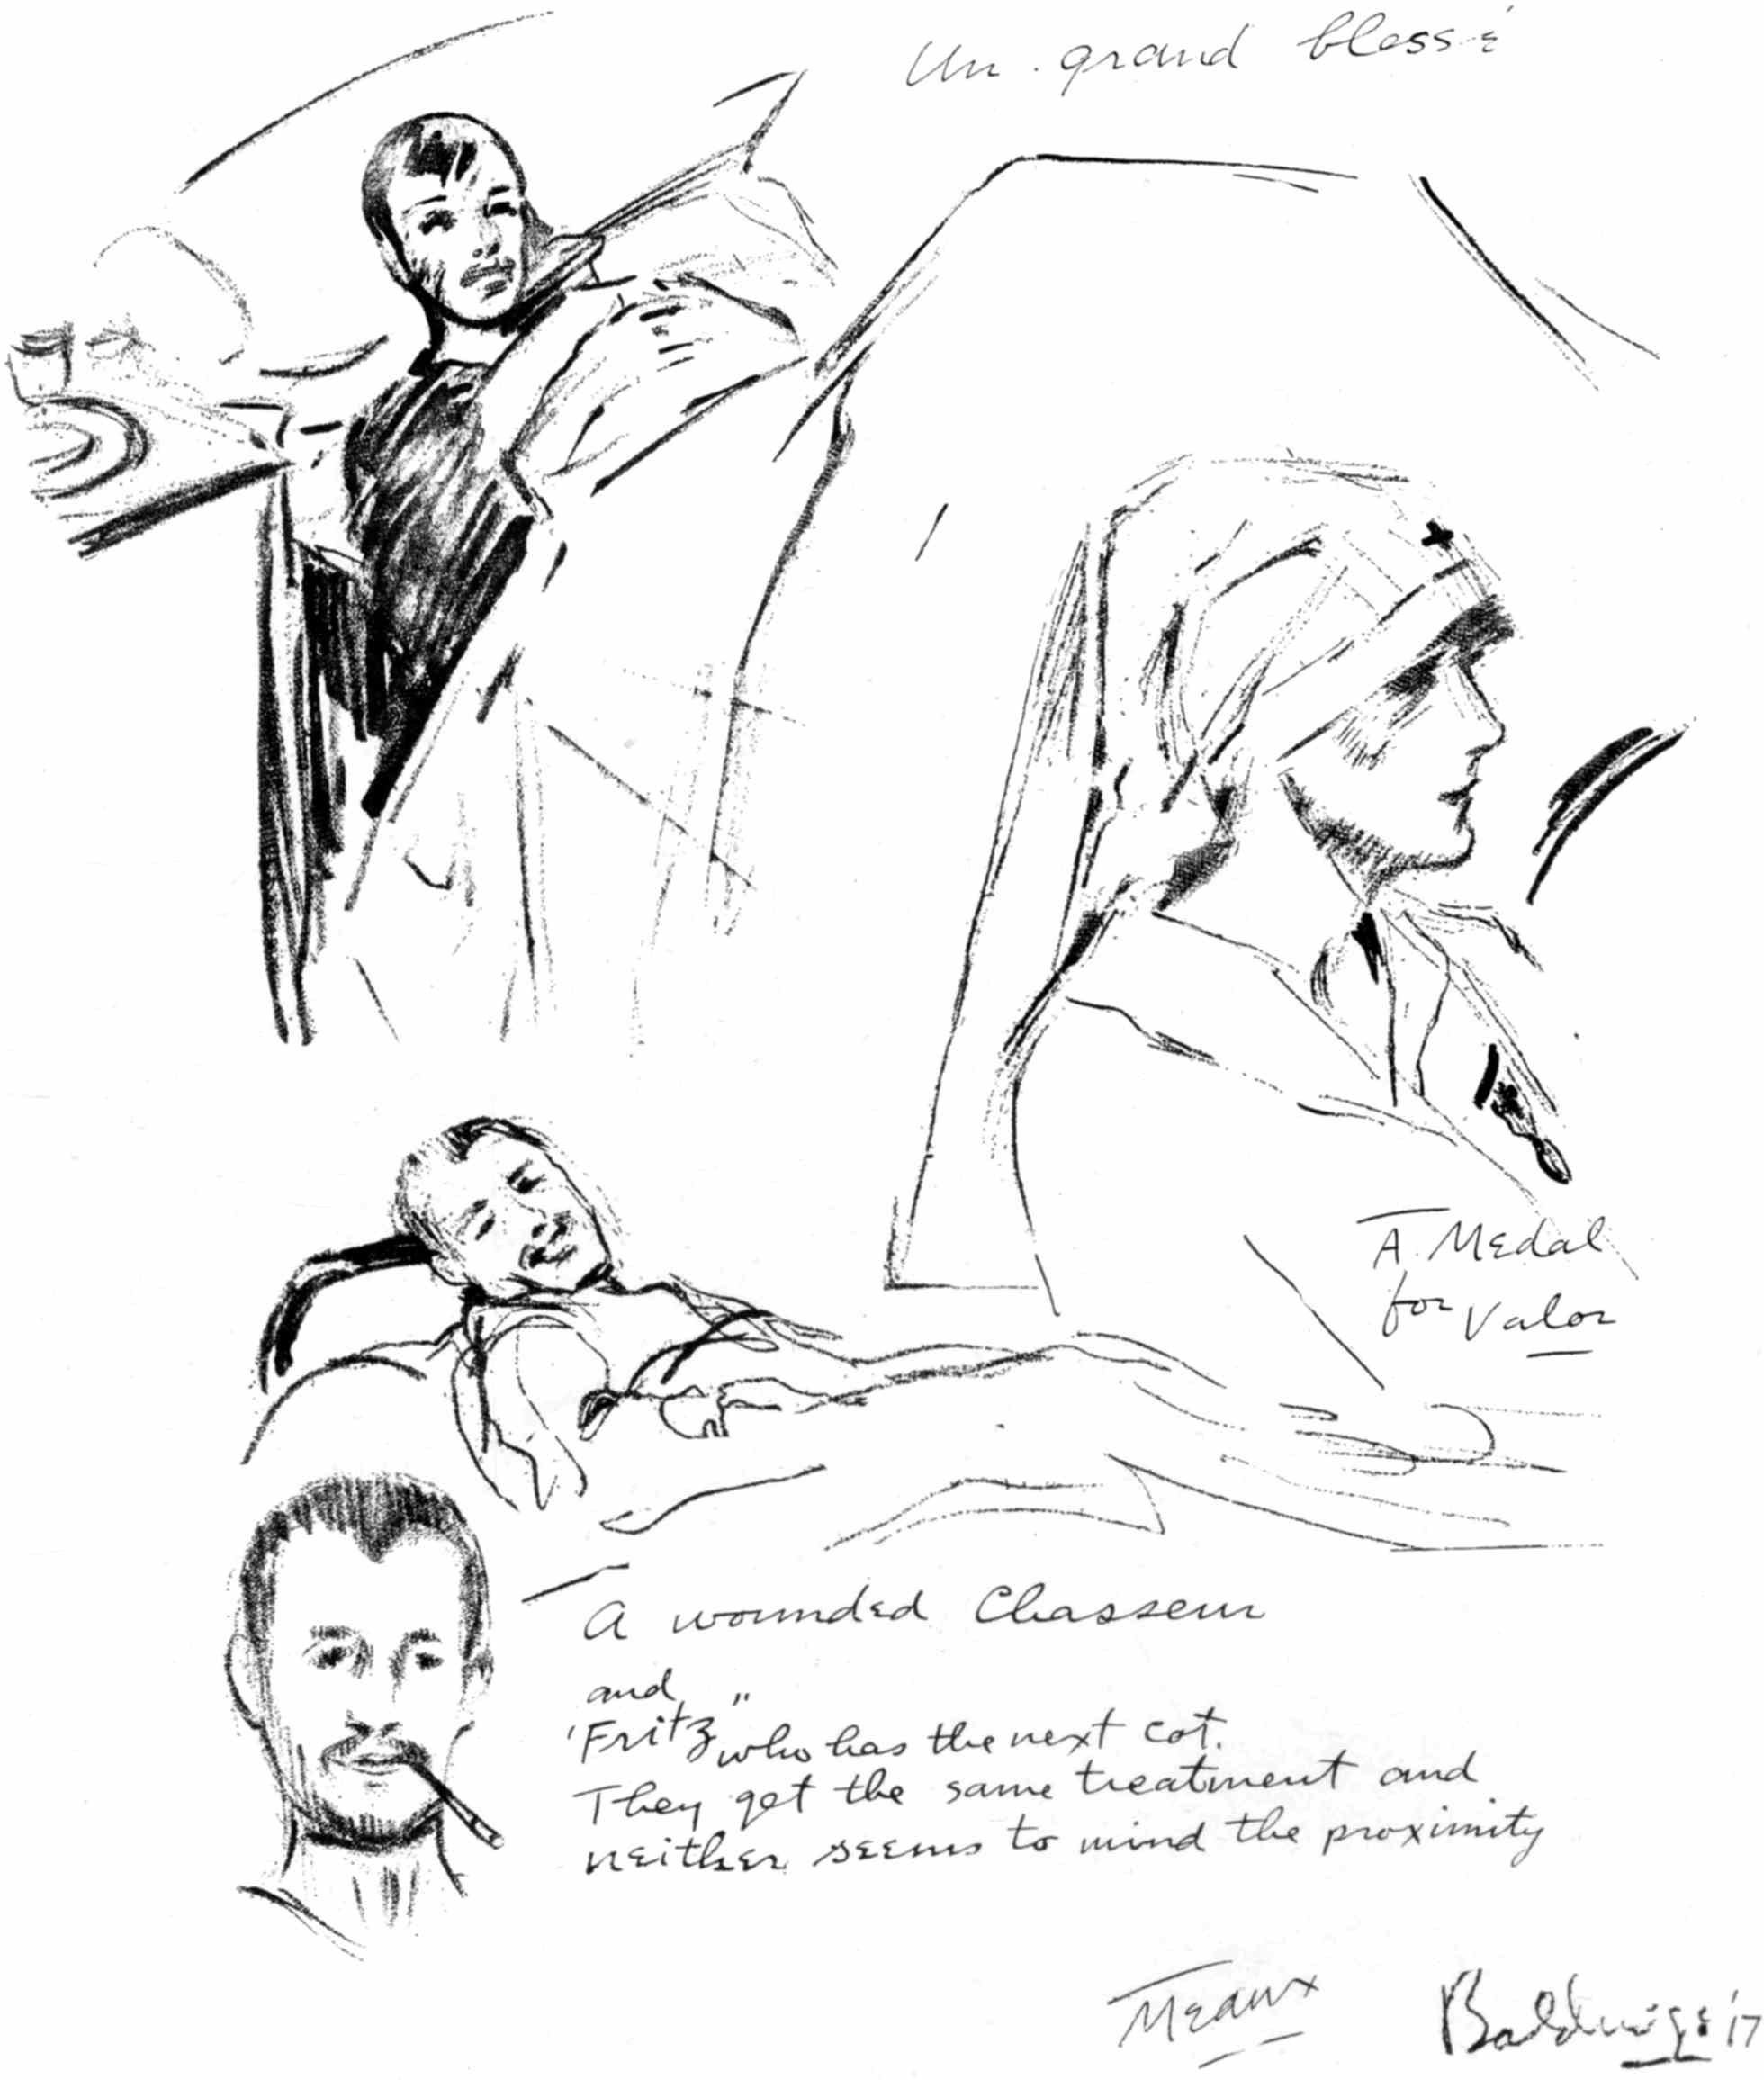 Un grand blessé
A Medal
for Valor
A wounded Chasseur
and
"Fritz" who has the next cot.
They get the same treatment and
neither seems to mind the proximity
Meaux
Baldridge '17